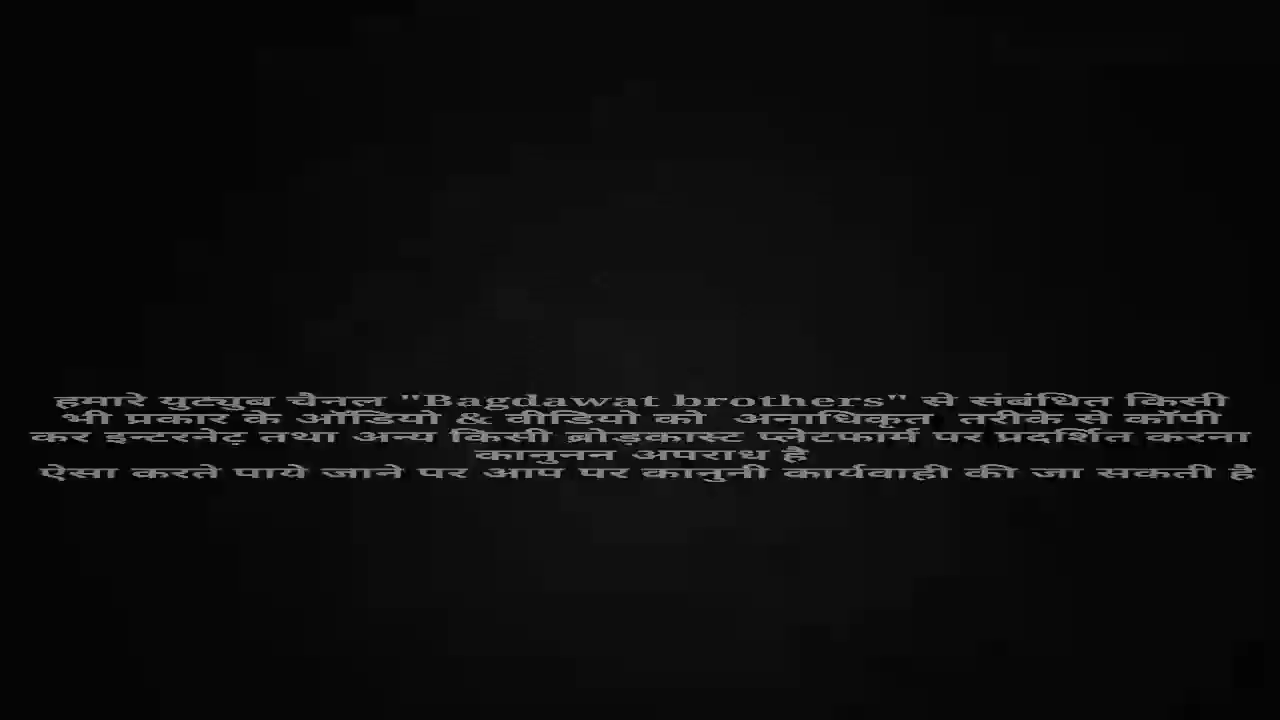 हमारे युट्युब चैनल "Bagdawat brothers" से संबंधित किसी
भी प्रकार के ऑडियो & वीडियो को अनाधिकृत तरीके से कॉपी
कर इन्टरनेट़ तथा अन्य किसी ब्रोड़कास्ट प्लेटफार्म पर प्रदर्शित करना
कानुनन अपराध है
ऐसा करते पाये जाने पर आप पर कानुनी कार्यवाही की जा सकती है